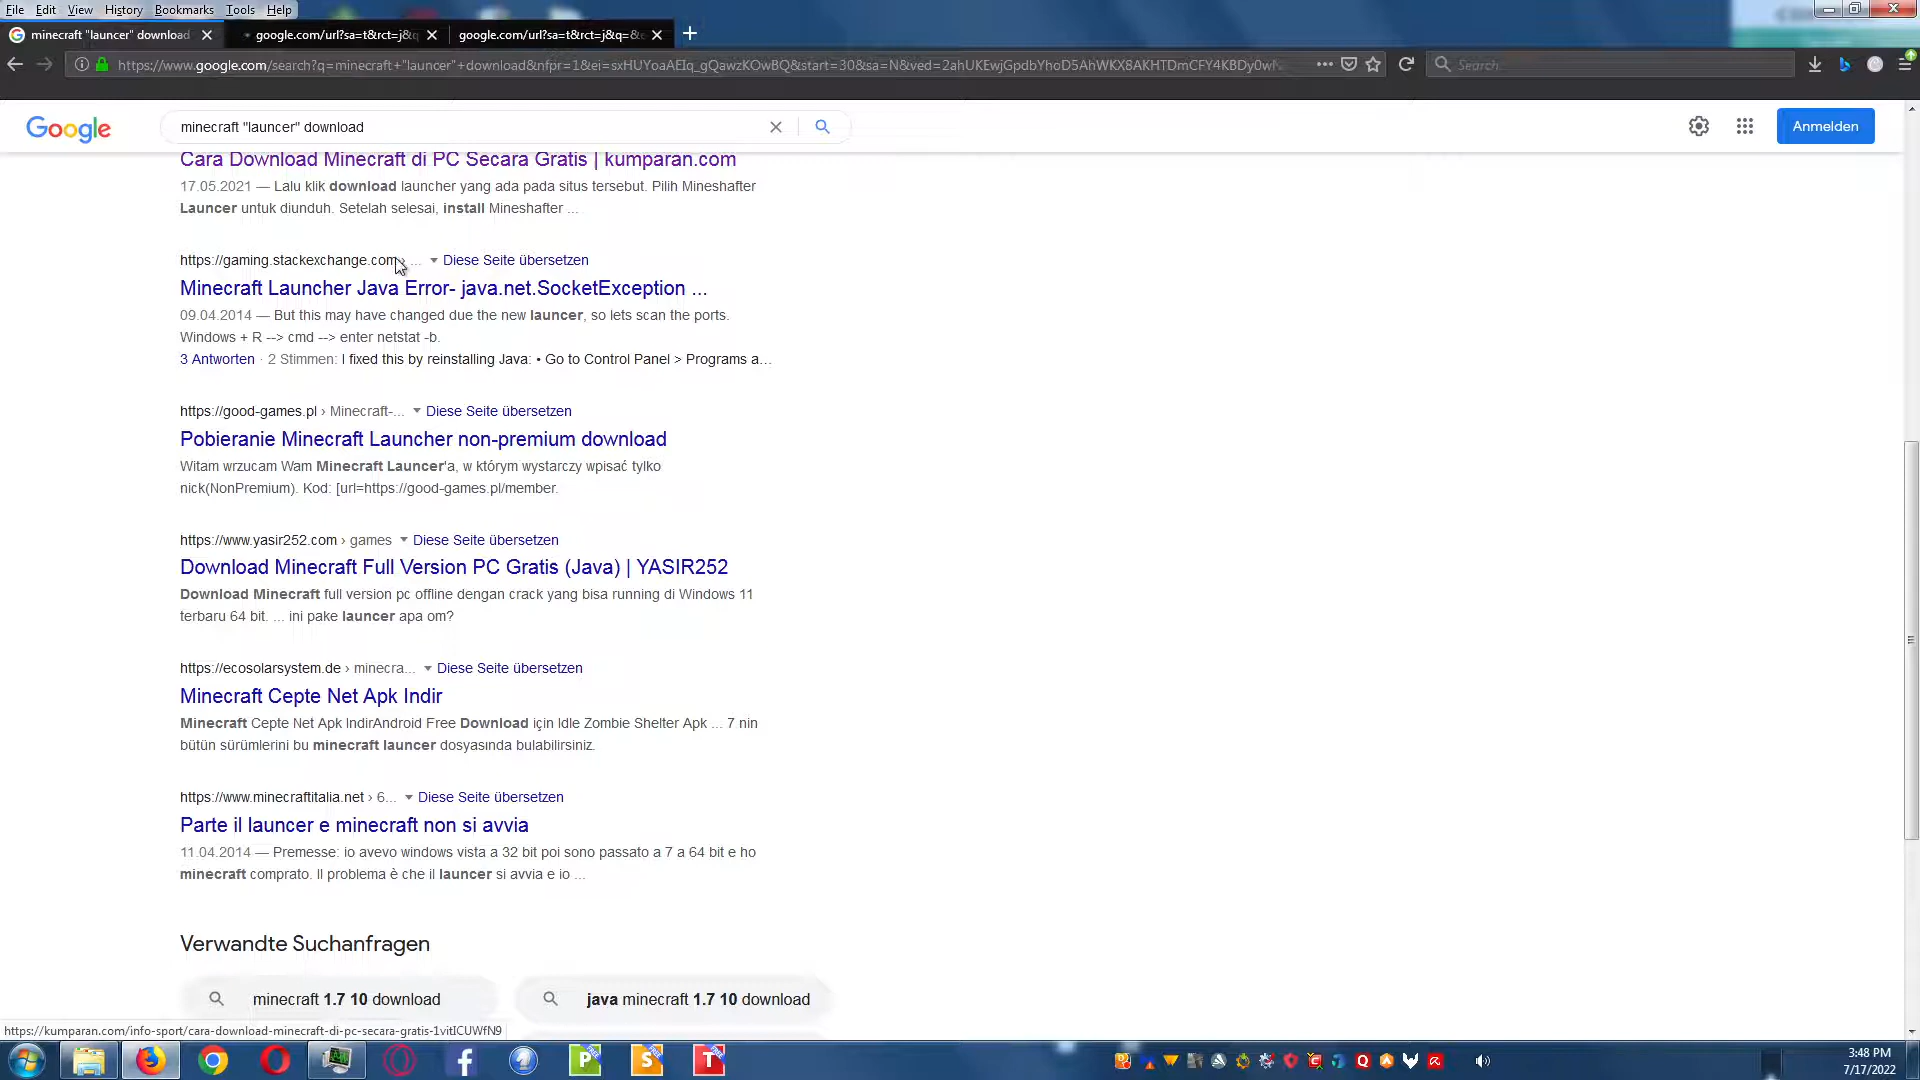 File Edit View History Bookmarks Tools Help
minecraft "launcer" download
google.com/url?sa=t&rct=j&q
google.com/url?sa=t&rct=j&q=&
https://www.google.com/search?q=minecraft+"launcer"+download&nfpr=1&ei=sxHUYoaAEIq_gQawzKOwBQ&start=30&sa=N&ved=2ahUKEwjGpdbYhoD5AhWKX8AKHTDmCFY4KBDy0wN
Search
Google
minecraft "launcer" download
Anmelden
Cara Download Minecraft di PC Secara Gratis | kumparan.com
17.05.2021 — Lalu klik download launcher yang ada pada situs tersebut. Pilih Mineshafter
Launcer untuk diunduh. Setelah selesai, install Mineshafter ...
https://gaming.stackexchange.com › ... Diese Seite übersetzen
Minecraft Launcher Java Error- java.net.SocketException ...
09.04.2014 — But this may have changed due the new launcer, so lets scan the ports.
Windows + R --> cmd --> enter netstat -b.
3 Antworten · 2 Stimmen: I fixed this by reinstalling Java: • Go to Control Panel > Programs a…
https://good-games.pl › Minecraft-... Diese Seite übersetzen
Pobieranie Minecraft Launcher non-premium download
Witam wrzucam Wam Minecraft Launcer'a, w którym wystarczy wpisać tylko
nick(NonPremium). Kod: [url=https://good-games.pl/member.
https://www.yasir252.com › games Diese Seite übersetzen
Download Minecraft Full Version PC Gratis (Java) | YASIR252
Download Minecraft full version pc offline dengan crack yang bisa running di Windows 11
terbaru 64 bit. ... ini pake launcer apa om?
https://ecosolarsystem.de › minecra... Diese Seite übersetzen
Minecraft Cepte Net Apk Indir
Minecraft Cepte Net Apk IndirAndroid Free Download için Idle Zombie Shelter Apk ... 7 nin
bütün sürümlerini bu minecraft launcer dosyasında bulabilirsiniz.
https://www.minecraftitalia.net › 6... Diese Seite übersetzen
Parte il launcer e minecraft non si avvia
11.04.2014 — Premesse: io avevo windows vista a 32 bit poi sono passato a 7 a 64 bit e ho
minecraft comprato. Il problema è che il launcer si avvia e io ...
Verwandte Suchanfragen
minecraft 1.7 10 download
java minecraft 1.7 10 download
https://kumparan.com/info-sport/cara-download-minecraft-di-pc-secara-gratis-1vitICUWfN9
P
S
T
3:48 PM
7/17/2022